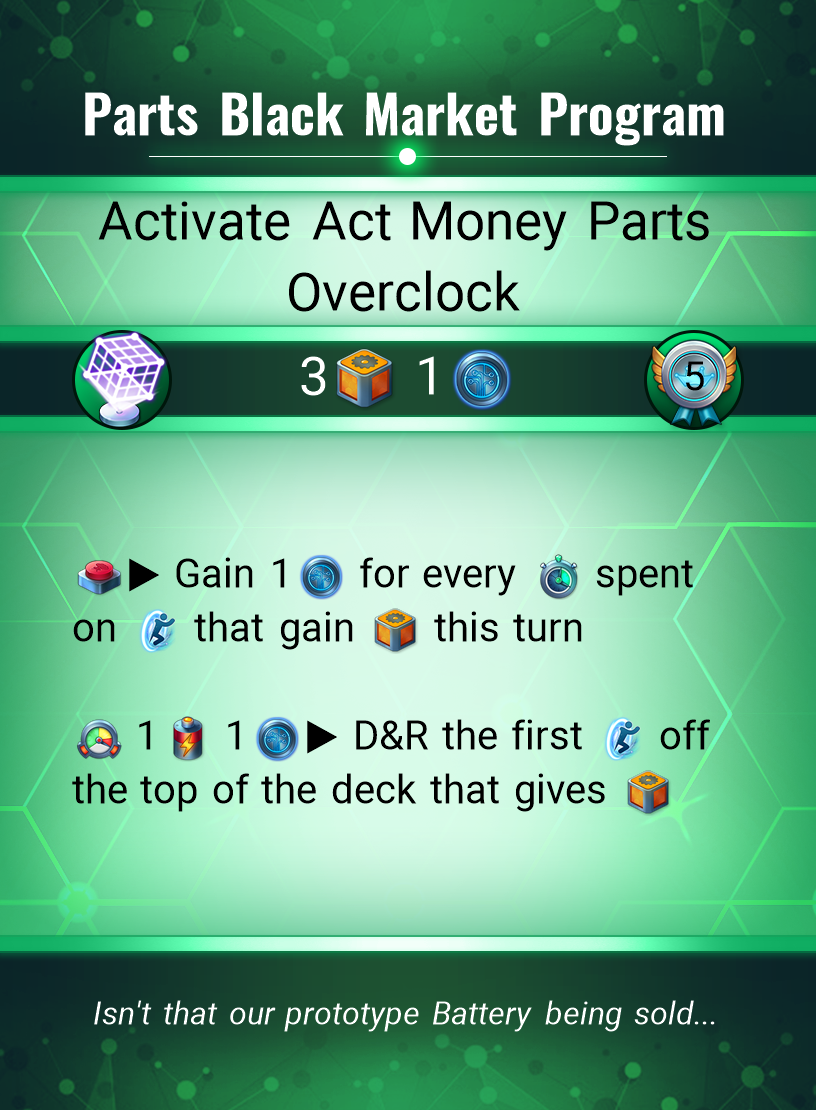 Parts Black Market Program
Activate Act Money Parts
Overclock
3 1 5
▶ Gain 1 for every spent
on that gain this turn
1 1 ▶ D&R the first off
the top of the deck that gives
Isn't that our prototype Battery being sold...